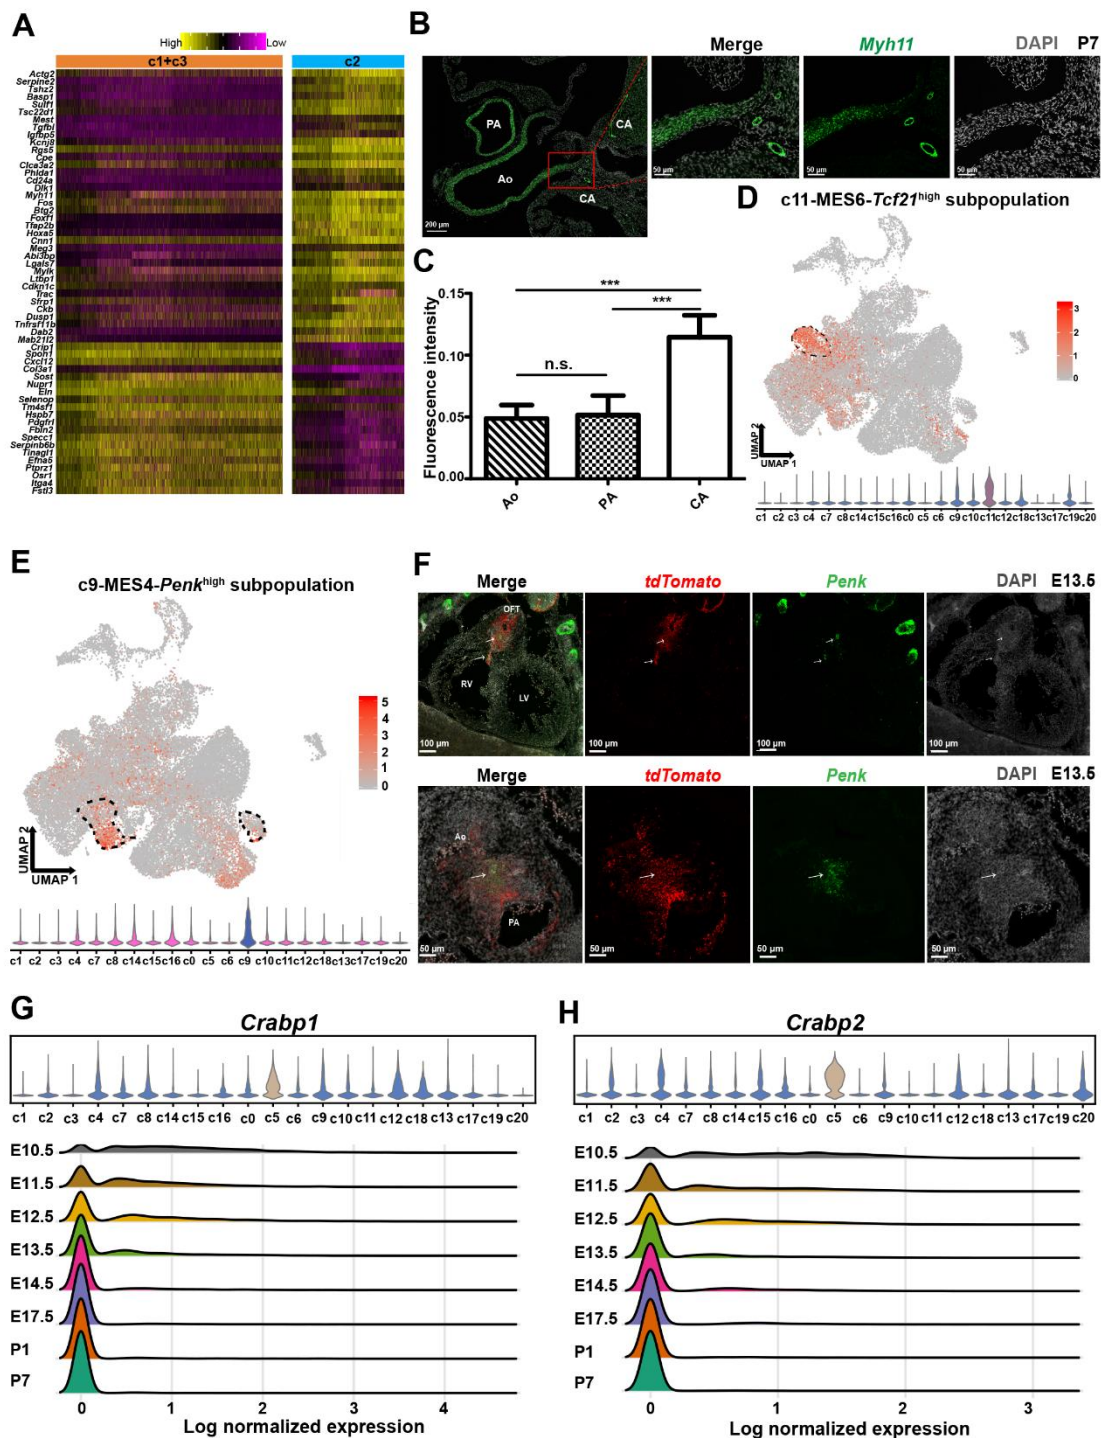 A
High
Low
c1+c3
c2
Actg2
Serpine2
Tshz2
Basp1
Sulf1
Tsc22d1
Mest
Tgfbi
Igfbp5
Kcnj8
Rgs5
Cpe
Clca3a2
Phlda1
Cd24a
Dlk1
Myh11
Fos
Btg2
Foxf1
Tfap2b
Hoxa5
Cnn1
Meg3
Abi3bp
Lgals7
Mylk
Ltbp1
Cdkn1c
Trac
Sfrp1
Ckb
Dusp1
Tnfrsf11b
Dab2
Mab21l2
Crip1
Spon1
Cxcl12
Col3a1
Sost
Nupr1
Eln
Selenop
Tm4sf1
Hspb7
Pdgfrl
Fbln2
Specc1
Serpinb6b
Tinagl1
Efna5
Ptprz1
Osr1
Itga4
Fstl3
B
Merge Myh11 DAPI P7
PA
Ao
CA
CA
200 µm
50 µm
50 µm
50 µm
C
Fluorescence intensity
0.15
0.10
0.05
0.00
***
***
n.s.
Ao PA CA
D
c11-MES6-Tcf21high subpopulation
3
2
1
0
UMAP 2
UMAP 1
c1 c2 c3 c4 c7 c8 c14 c15 c16 c0 c5 c6 c9 c10 c11 c12 c18 c13 c17 c19 c20
E
c9-MES4-Penkhigh subpopulation
5
4
3
2
1
0
UMAP 2
UMAP 1
c1 c2 c3 c4 c7 c8 c14 c15 c16 c0 c5 c6 c9 c10 c11 c12 c18 c13 c17 c19 c20
F
Merge tdTomato Penk DAPI E13.5
OFT
RV
LV
100 µm
100 µm
100 µm
100 µm
Merge tdTomato Penk DAPI E13.5
Ao
PA
50 µm
50 µm
50 µm
50 µm
G
Crabp1
c1 c2 c3 c4 c7 c8 c14 c15 c16 c0 c5 c6 c9 c10 c11 c12 c18 c13 c17 c19 c20
E10.5
E11.5
E12.5
E13.5
E14.5
E17.5
P1
P7
0 1 2 3 4
Log normalized expression
H
Crabp2
c1 c2 c3 c4 c7 c8 c14 c15 c16 c0 c5 c6 c9 c10 c11 c12 c18 c13 c17 c19 c20
E10.5
E11.5
E12.5
E13.5
E14.5
E17.5
P1
P7
0 1 2 3
Log normalized expression